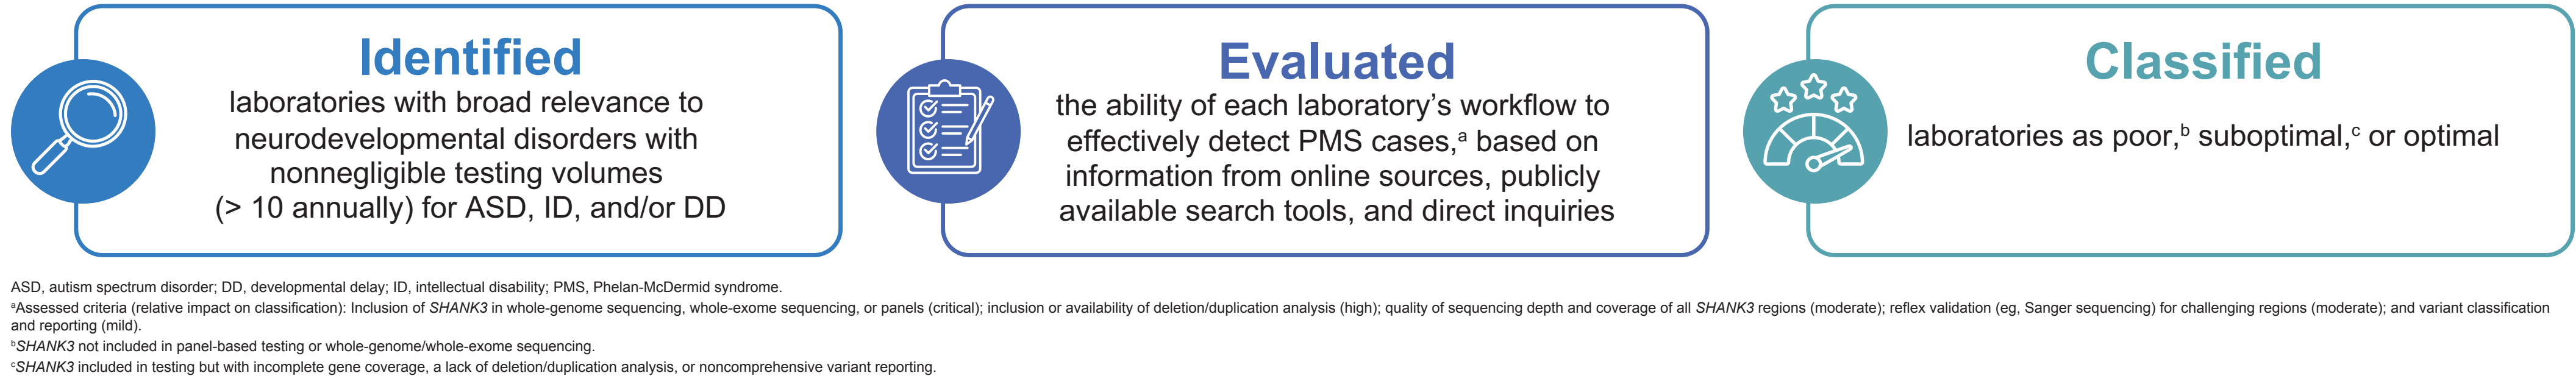 Identified
laboratories with broad relevance to
neurodevelopmental disorders with
nonnegligible testing volumes
(> 10 annually) for ASD, ID, and/or DD
Evaluated
the ability of each laboratory’s workflow to
effectively detect PMS cases,ᵃ based on
information from online sources, publicly
available search tools, and direct inquiries
Classified
laboratories as poor,ᵇ suboptimal,ᶜ or optimal
ASD, autism spectrum disorder; DD, developmental delay; ID, intellectual disability; PMS, Phelan-McDermid syndrome.
ᵃAssessed criteria (relative impact on classification): Inclusion of SHANK3 in whole-genome sequencing, whole-exome sequencing, or panels (critical); inclusion or availability of deletion/duplication analysis (high); quality of sequencing depth and coverage of all SHANK3 regions (moderate); reflex validation (eg, Sanger sequencing) for challenging regions (moderate); and variant classification
and reporting (mild).
ᵇSHANK3 not included in panel-based testing or whole-genome/whole-exome sequencing.
ᶜSHANK3 included in testing but with incomplete gene coverage, a lack of deletion/duplication analysis, or noncomprehensive variant reporting.